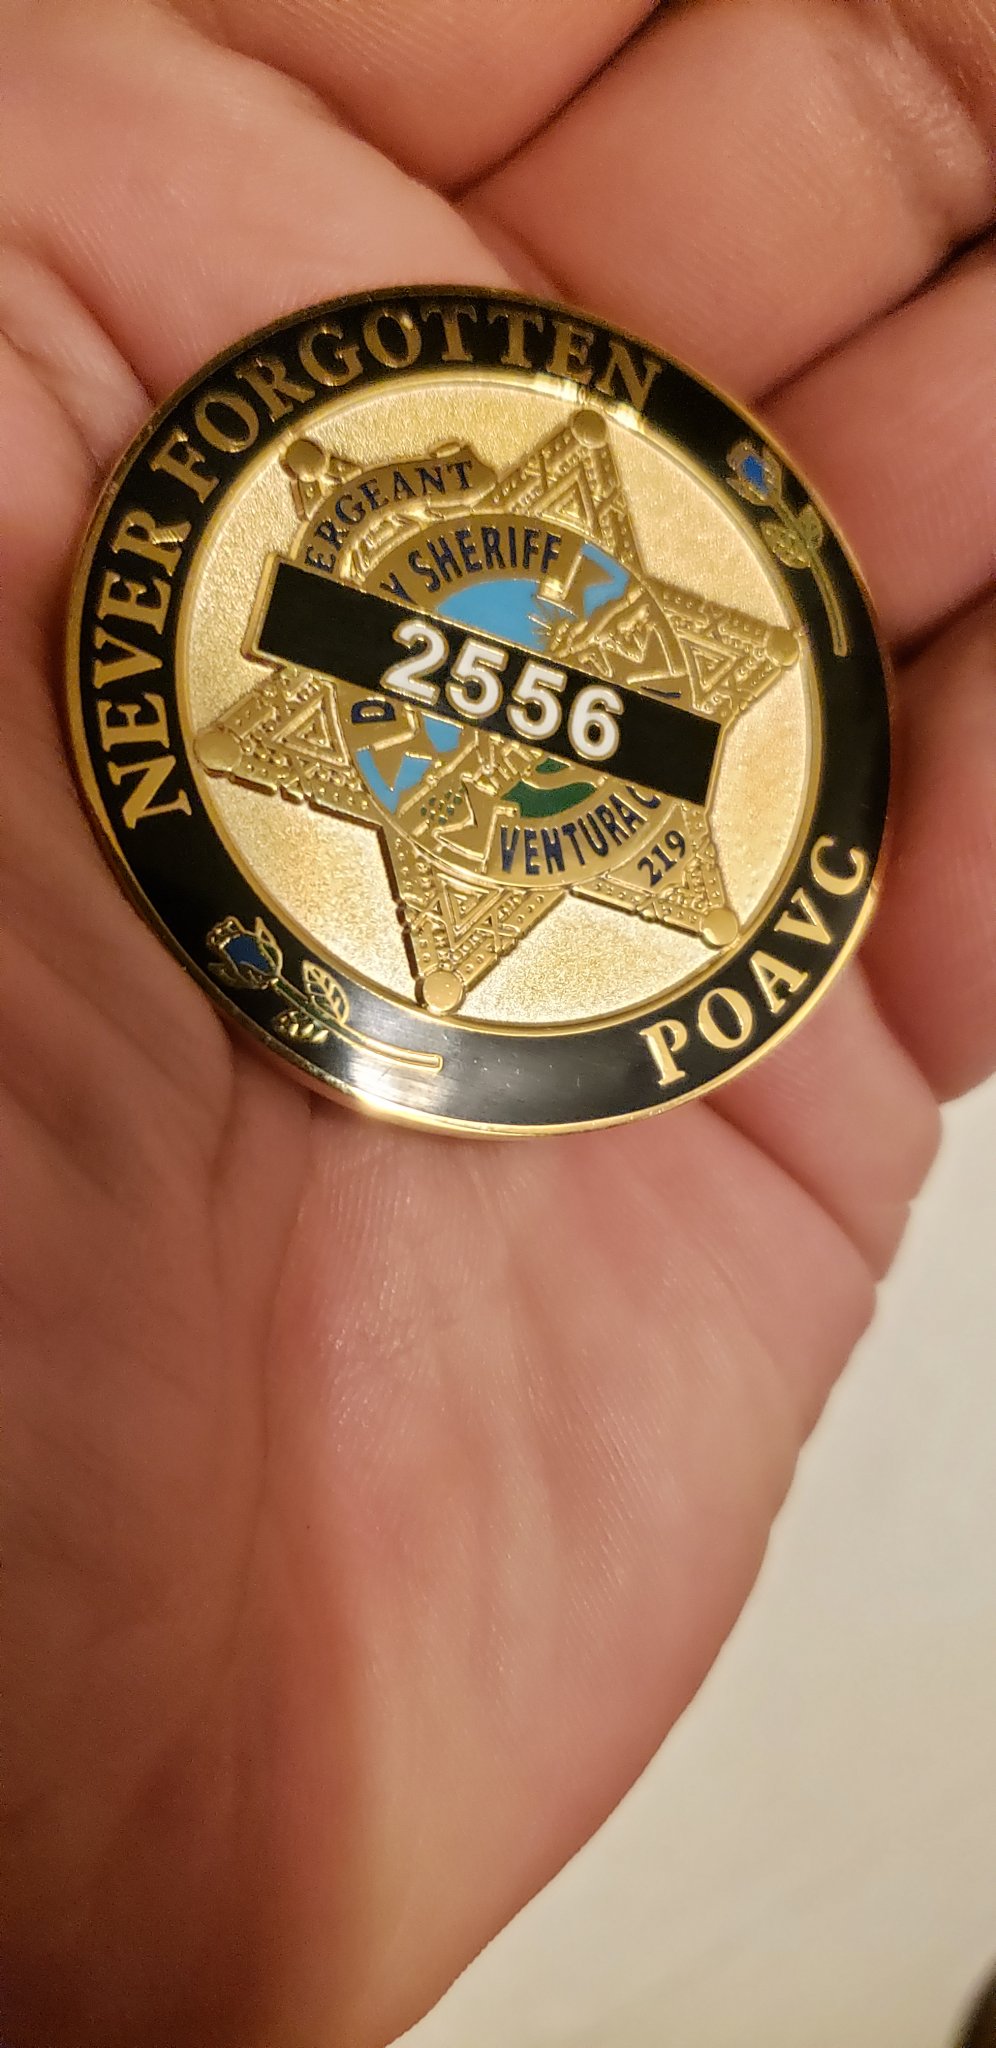 NEVER FORGOTTEN
ERGEANT
SHERIFF
2556
VENTURA C
219
POAVC